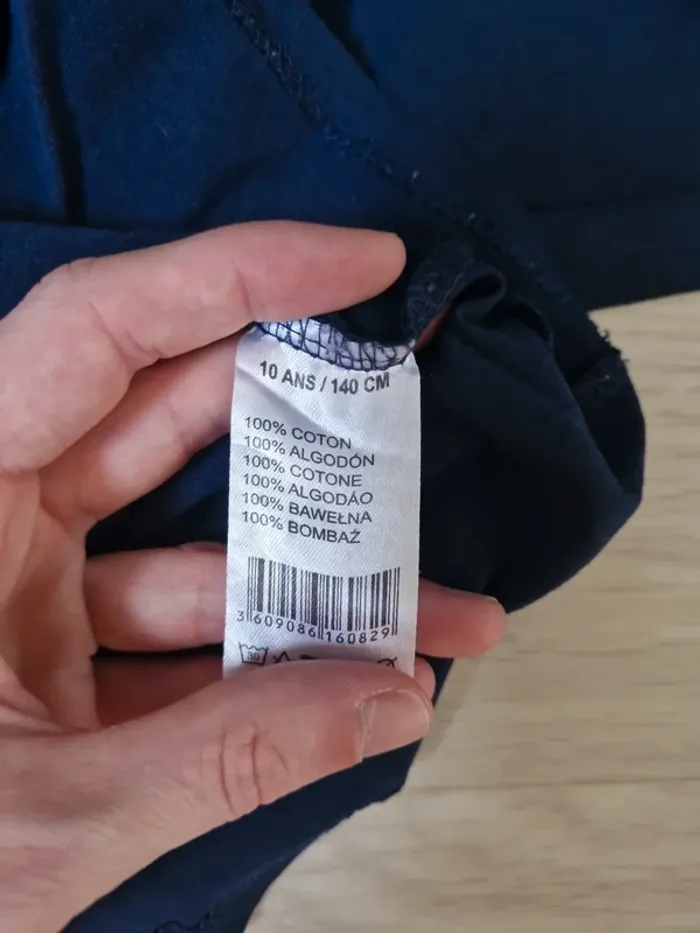 10 ANS / 140 CM
100% COTON
100% ALGODÓN
100% COTONE
100% ALGODÁO
100% BAWEŁNA
100% BOMBAŽ
3 609086 160829
30